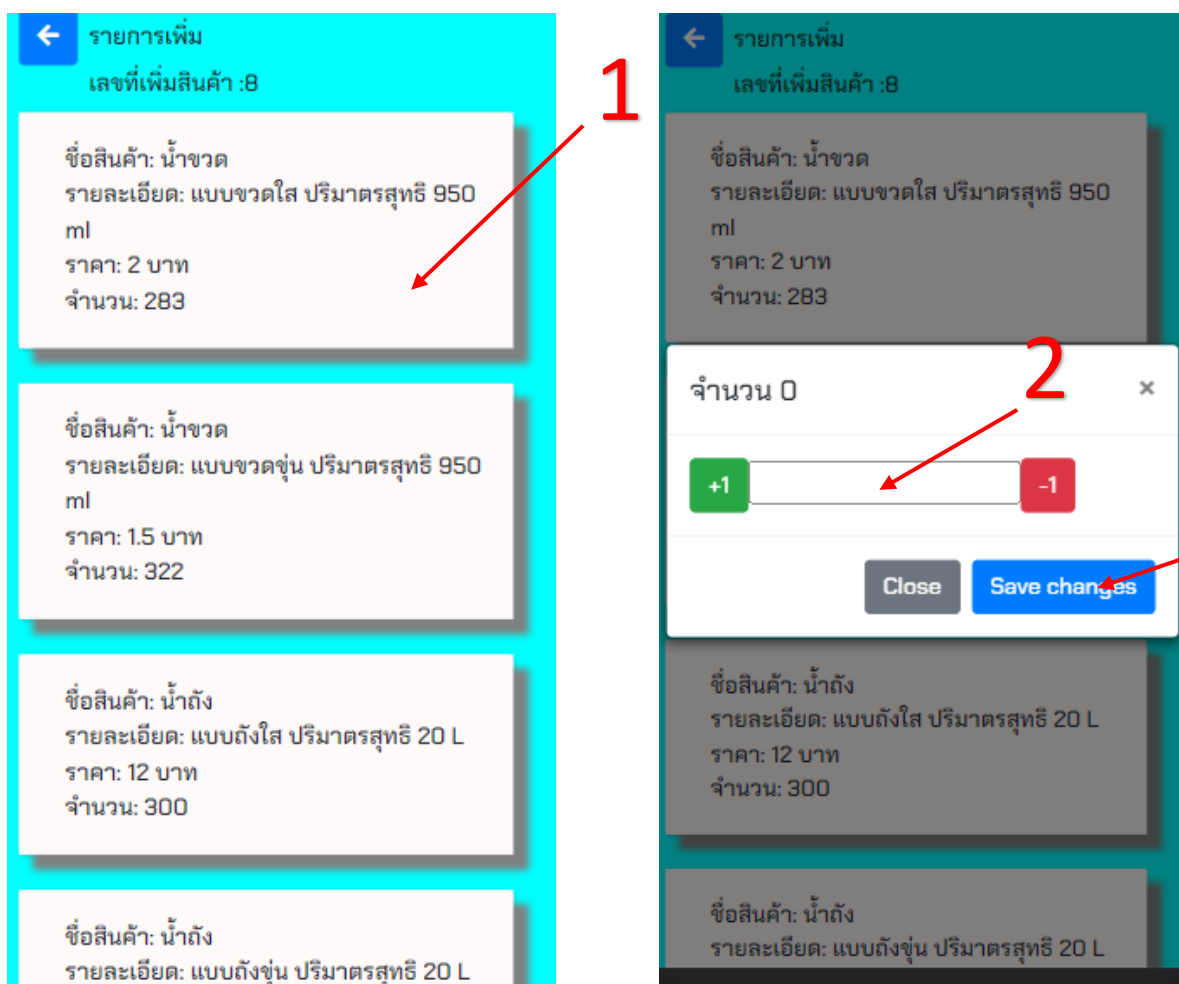 รายการเพิ่ม
เลขที่เพิ่มสินค้า :8
1
ชื่อสินค้า: น้ำขวด
รายละเอียด: แบบขวดใส ปริมาตรสุทธิ 950
ml
ราคา: 2 บาท
จำนวน: 283
ชื่อสินค้า: น้ำขวด
รายละเอียด: แบบขวดขุ่น ปริมาตรสุทธิ 950
ml
ราคา: 1.5 บาท
จำนวน: 322
ชื่อสินค้า: น้ำถัง
รายละเอียด: แบบถังใส ปริมาตรสุทธิ 20 L
ราคา: 12 บาท
จำนวน: 300
ชื่อสินค้า: น้ำถัง
รายละเอียด: แบบถังขุ่น ปริมาตรสุทธิ 20 L
รายการเพิ่ม
เลขที่เพิ่มสินค้า :8
ชื่อสินค้า: น้ำขวด
รายละเอียด: แบบขวดใส ปริมาตรสุทธิ 950
ml
ราคา: 2 บาท
จำนวน: 283
2
จำนวน 0 ×
+1 -1
Close Save changes
ชื่อสินค้า: น้ำถัง
รายละเอียด: แบบถังใส ปริมาตรสุทธิ 20 L
ราคา: 12 บาท
จำนวน: 300
ชื่อสินค้า: น้ำถัง
รายละเอียด: แบบถังขุ่น ปริมาตรสุทธิ 20 L